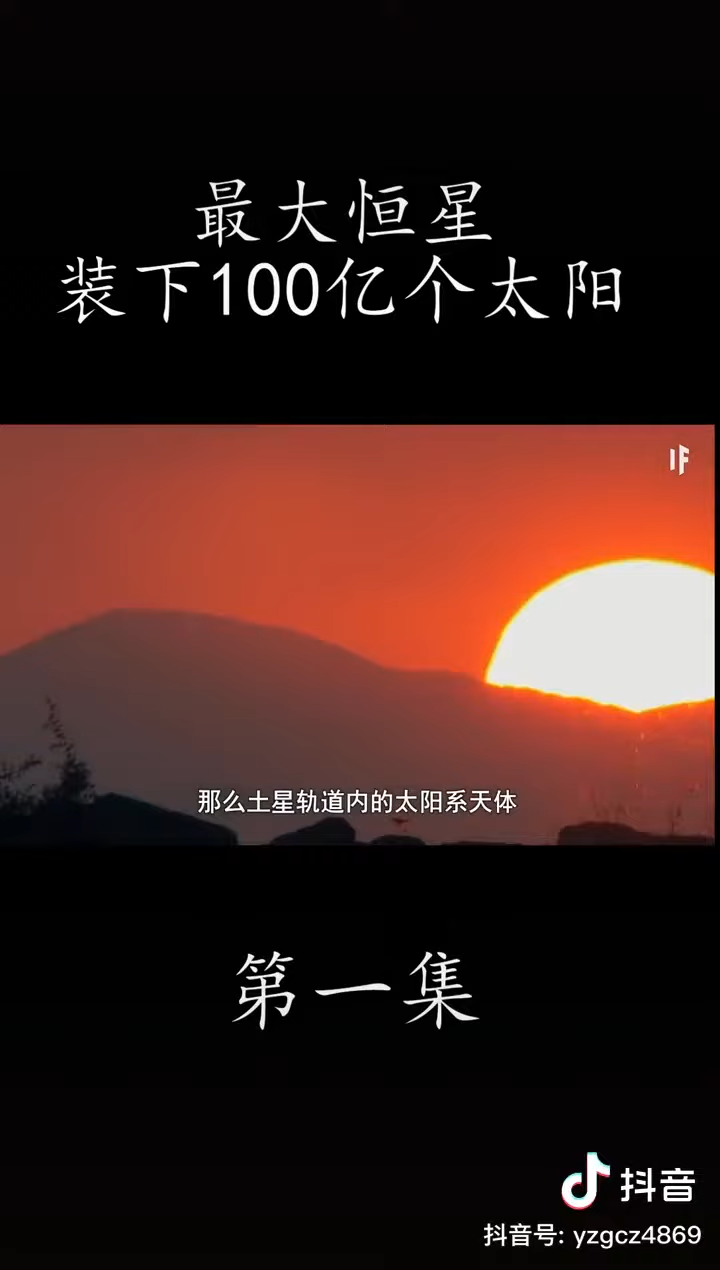 最大恒星
装下100亿个太阳
IF
那么土星轨道内的太阳系天体
第一集
抖音
抖音号: yzgcz4869